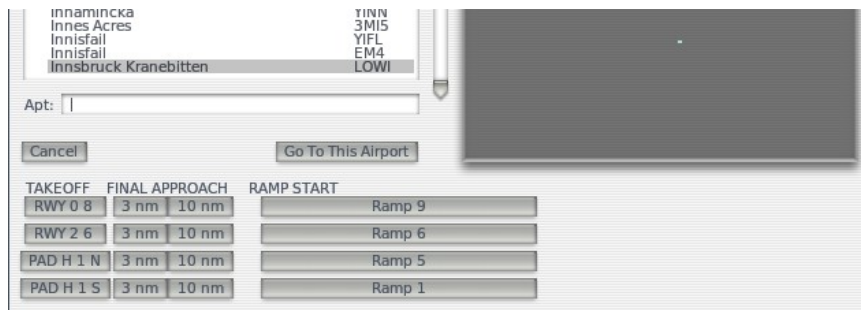 Innamincka YINN
Innes Acres 3MI5
Innisfail YIFL
Innisfail EM4
Innsbruck Kranebitten LOWI
Apt:
Cancel Go To This Airport
TAKEOFF FINAL APPROACH RAMP START
RWY 0 8 3 nm 10 nm Ramp 9
RWY 2 6 3 nm 10 nm Ramp 6
PAD H 1 N 3 nm 10 nm Ramp 5
PAD H 1 S 3 nm 10 nm Ramp 1